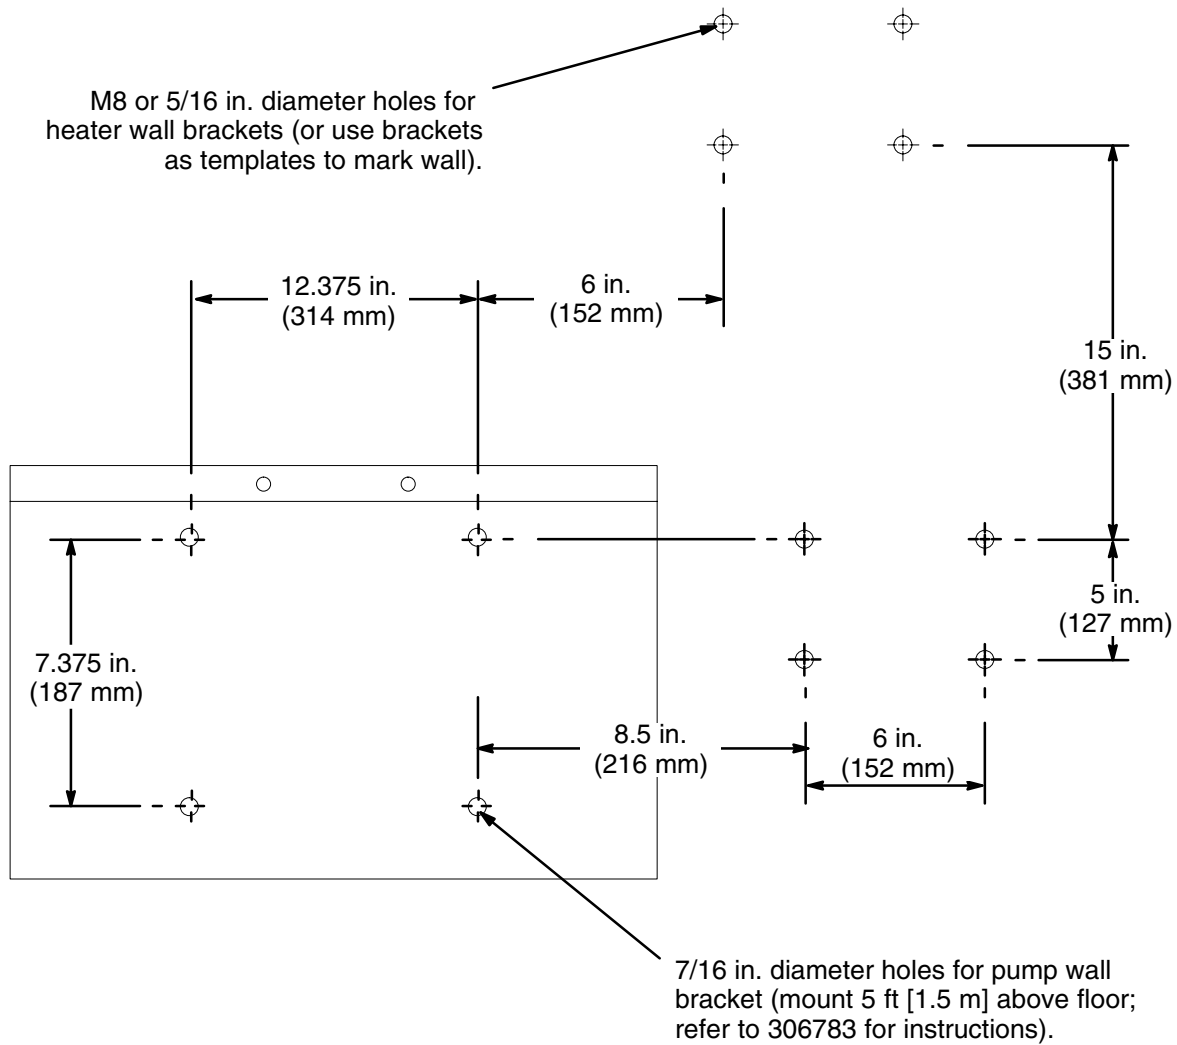 M8 or 5/16 in. diameter holes for
heater wall brackets (or use brackets
as templates to mark wall).
12.375 in.
(314 mm)
6 in.
(152 mm)
15 in.
(381 mm)
5 in.
(127 mm)
7.375 in.
(187 mm)
8.5 in.
(216 mm)
6 in.
(152 mm)
7/16 in. diameter holes for pump wall
bracket (mount 5 ft [1.5 m] above floor;
refer to 306783 for instructions).